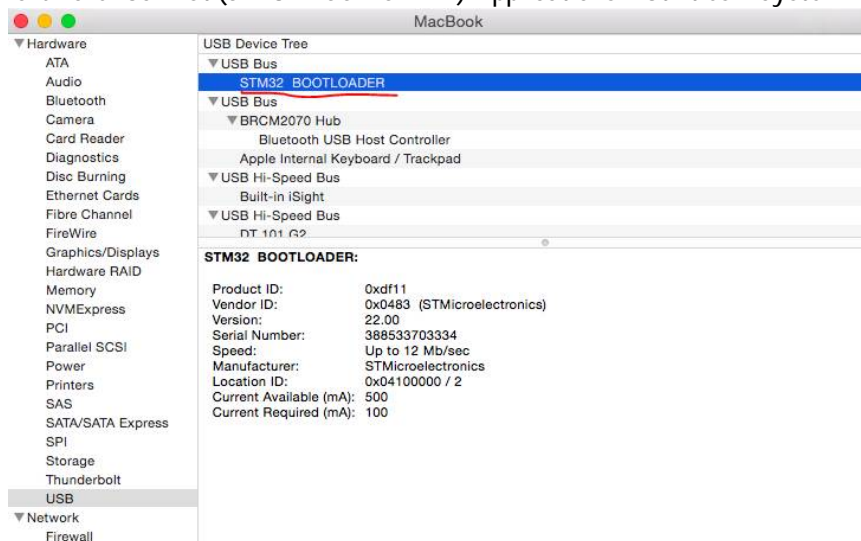 MacBook
Hardware
ATA
Audio
Bluetooth
Camera
Card Reader
Diagnostics
Disc Burning
Ethernet Cards
Fibre Channel
FireWire
Graphics/Displays
Hardware RAID
Memory
NVMExpress
PCI
Parallel SCSI
Power
Printers
SAS
SATA/SATA Express
SPI
Storage
Thunderbolt
USB
Network
Firewall
USB Device Tree
USB Bus
STM32 BOOTLOADER
USB Bus
BRCM2070 Hub
Bluetooth USB Host Controller
Apple Internal Keyboard / Trackpad
USB Hi-Speed Bus
Built-in iSight
USB Hi-Speed Bus
DT 101 G2
STM32 BOOTLOADER:
Product ID: 0xdf11
Vendor ID: 0x0483 (STMicroelectronics)
Version: 22.00
Serial Number: 388533703334
Speed: Up to 12 Mb/sec
Manufacturer: STMicroelectronics
Location ID: 0x04100000 / 2
Current Available (mA): 500
Current Required (mA): 100